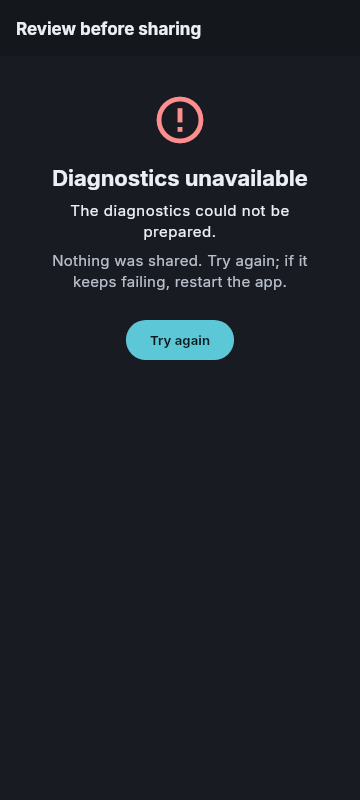 Review before sharing
Diagnostics unavailable
The diagnostics could not be
prepared.
Nothing was shared. Try again; if it
keeps failing, restart the app.
Try again